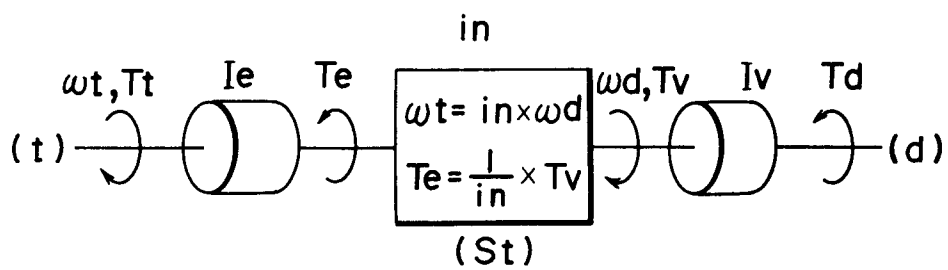 in
ωt,Tt Ie Te ωd,Tv Iv Td
ωt= in×ωd
(t) (d)
Te= 1/in × Tv
(St)